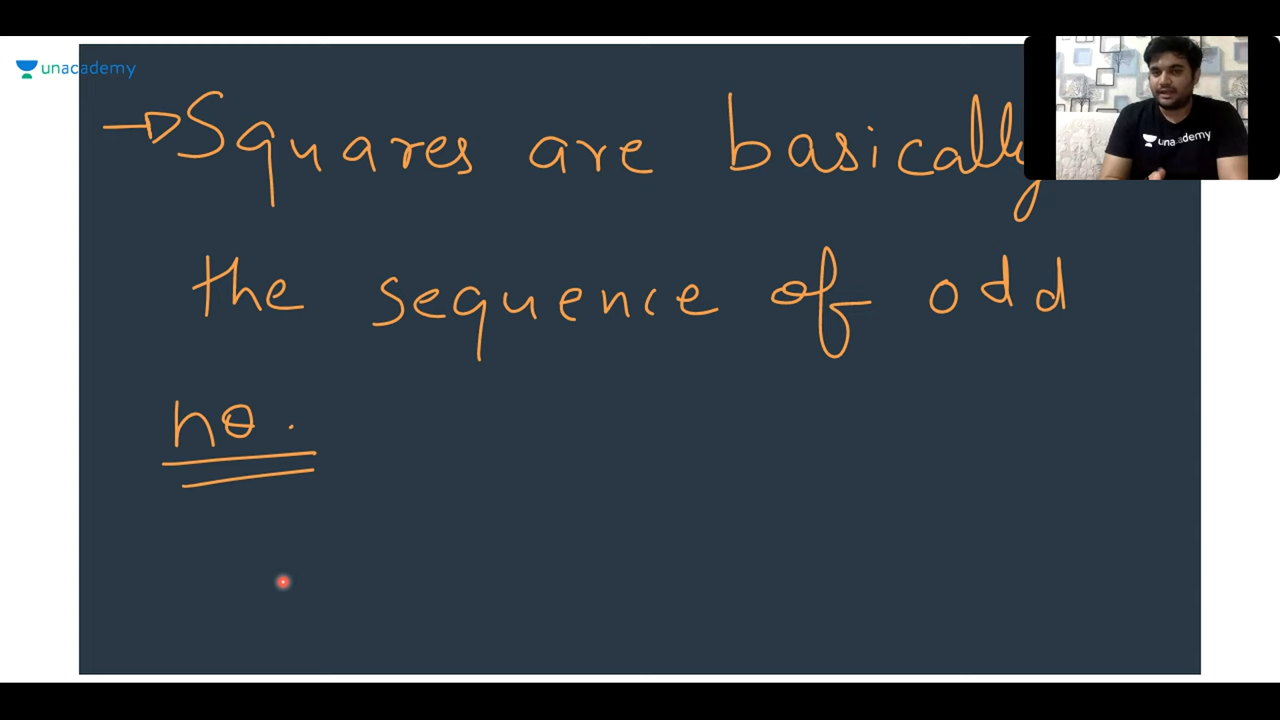 unacademy
→Squares are basically
unacademy
the sequence of odd
no.